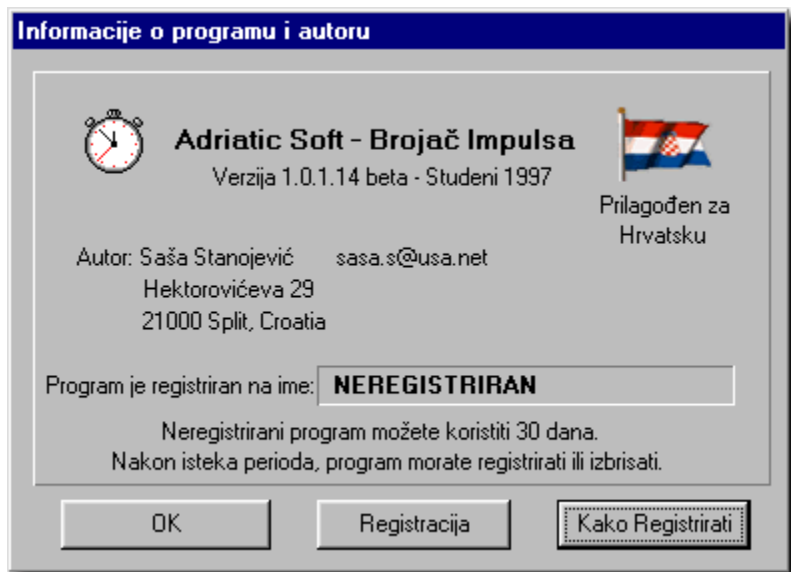 Informacije o programu i autoru
Adriatic Soft - Brojač Impulsa
Verzija 1.0.1.14 beta - Studeni 1997
Prilagođen za
Hrvatsku
Autor: Saša Stanojević sasa.s@usa.net
Hektorovićeva 29
21000 Split, Croatia
Program je registriran na ime: NEREGISTRIRAN
Neregistrirani program možete koristiti 30 dana.
Nakon isteka perioda, program morate registrirati ili izbrisati.
OK Registracija Kako Registrirati